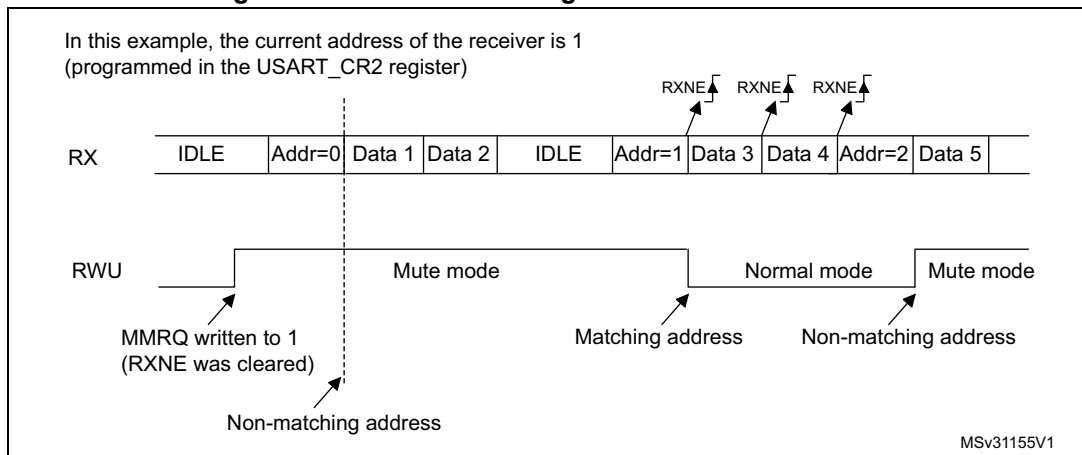 In this example, the current address of the receiver is 1
(programmed in the USART_CR2 register)
RXNE RXNE RXNE
RX IDLE Addr=0 Data 1 Data 2 IDLE Addr=1 Data 3 Data 4 Addr=2 Data 5
RWU Mute mode Normal mode Mute mode
MMRQ written to 1 Matching address Non-matching address
(RXNE was cleared)
Non-matching address
MSv31155V1